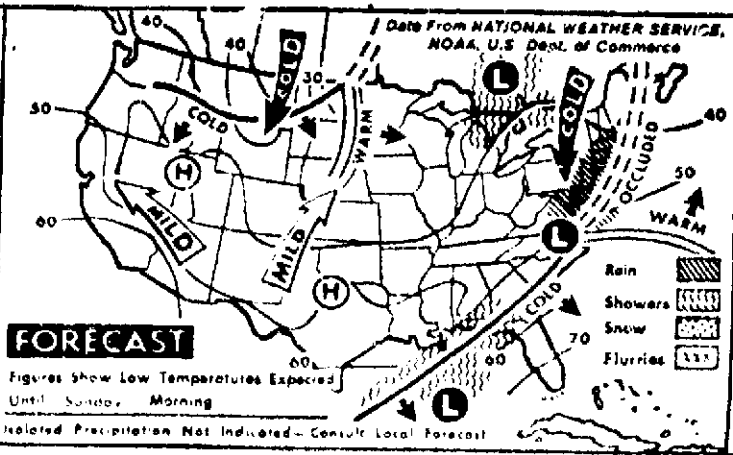 Data From NATIONAL WEATHER SERVICE,
NOAA, U.S. Dept. of Commerce
40
40
30
COLD
L
COLD
50
COLD
WARM
40
OCCLUDED
H
50
MILD
MILD
WARM
60
L
H
COLD
Rain
Showers
Snow
Flurries
70
60
60
L
FORECAST
Figures Show Low Temperatures Expected
Until Sunday Morning
Isolated Precipitation Not Indicated - Consult Local Forecast